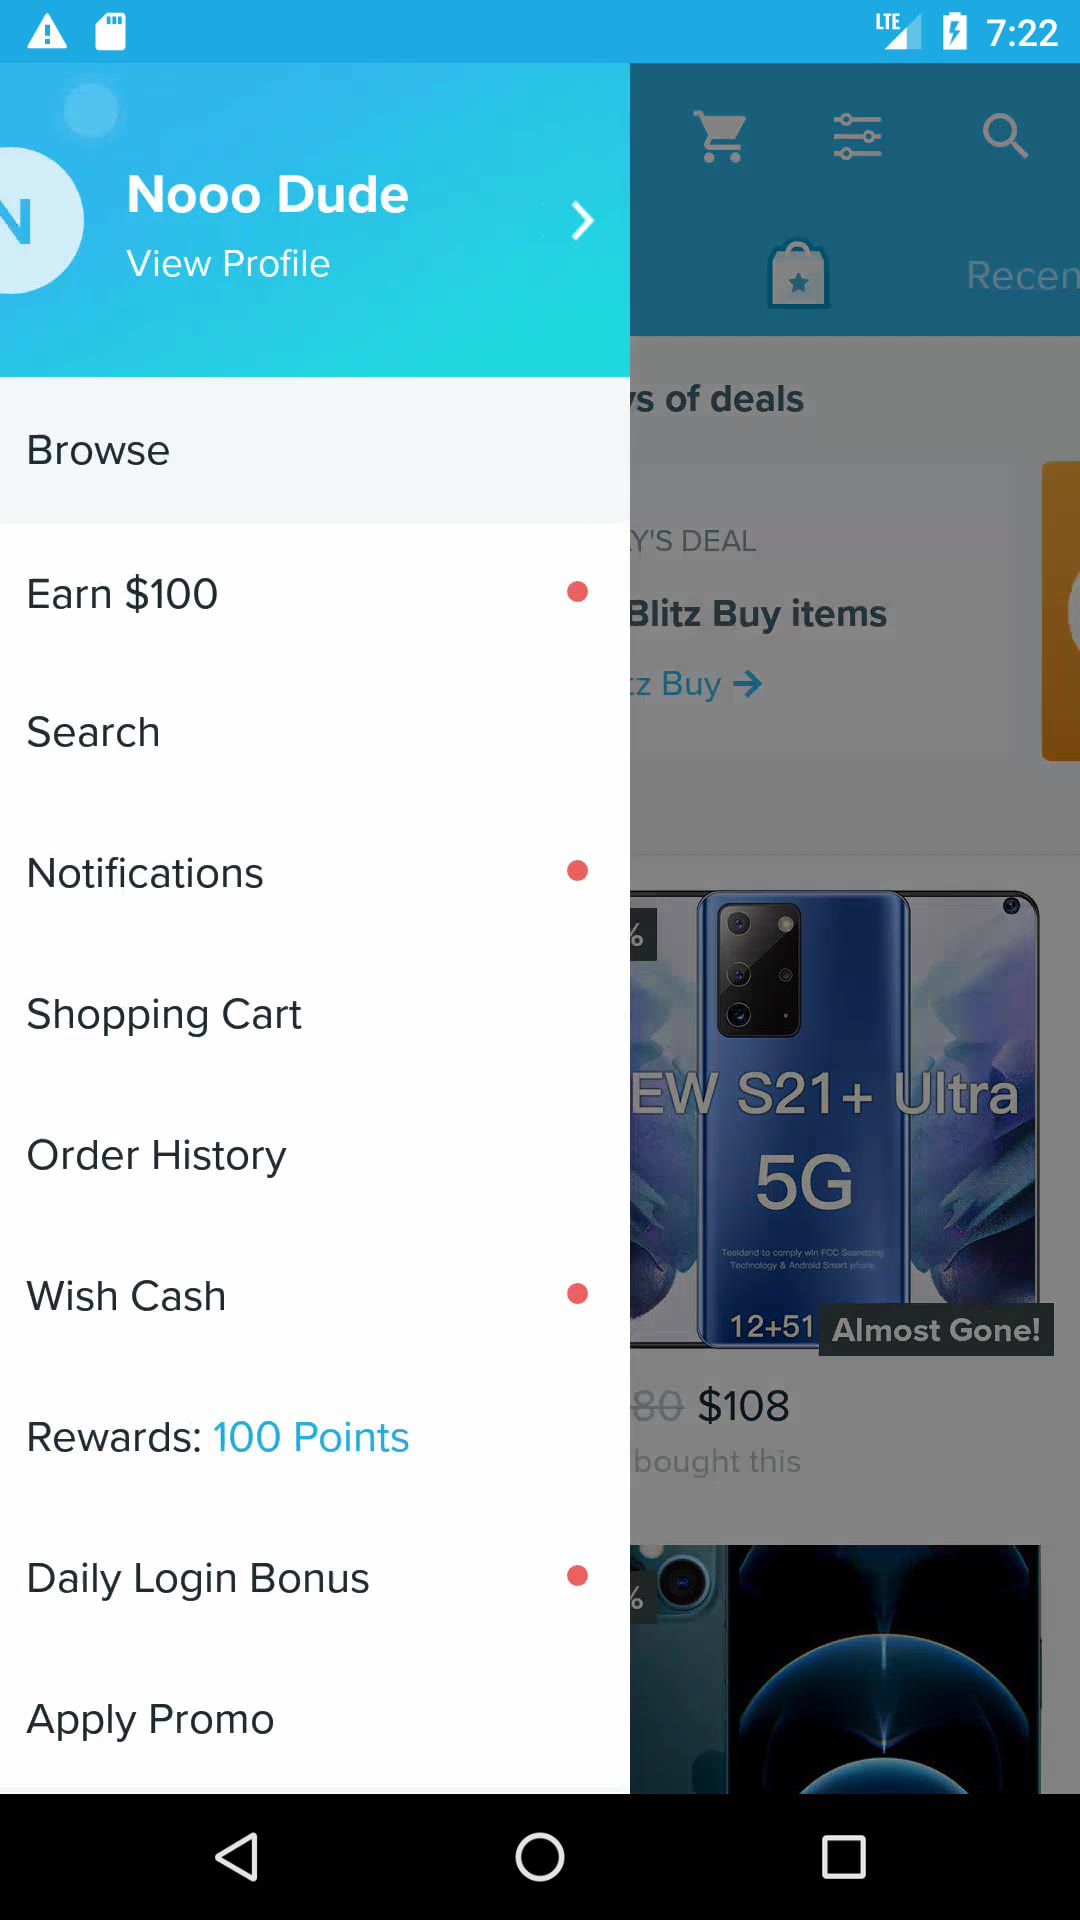 LTE 7:22
N
Nooo Dude
View Profile
Recen
Browse
ys of deals
Y'S DEAL
Earn $100
Blitz Buy items
tz Buy
Search
Notifications
%
Shopping Cart
EW S21+ Ultra
5G
Order History
Tealdand to comply win FCC Seandsing
Technology & Android Smart phone
Wish Cash
12+51
Almost Gone!
80 $108
Rewards: 100 Points
bought this
Daily Login Bonus
%
Apply Promo